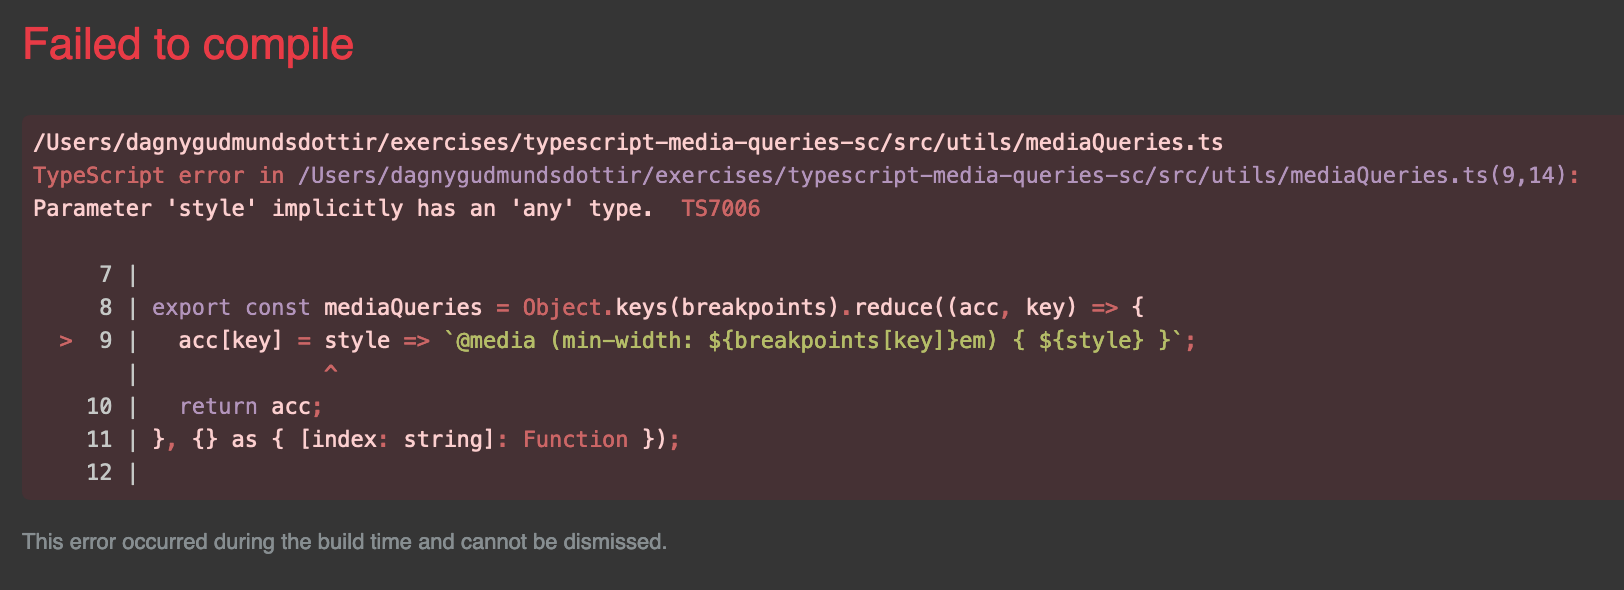 Failed to compile
/Users/dagnygudmundsdottir/exercises/typescript-media-queries-sc/src/utils/mediaQueries.ts
TypeScript error in /Users/dagnygudmundsdottir/exercises/typescript-media-queries-sc/src/utils/mediaQueries.ts(9,14):
Parameter 'style' implicitly has an 'any' type.  TS7006
     7 |
     8 | export const mediaQueries = Object.keys(breakpoints).reduce((acc, key) => {
  >  9 |   acc[key] = style => `@media (min-width: ${breakpoints[key]}em) { ${style} }`;
       |              ^
    10 |   return acc;
    11 | }, {} as { [index: string]: Function });
    12 |
This error occurred during the build time and cannot be dismissed.